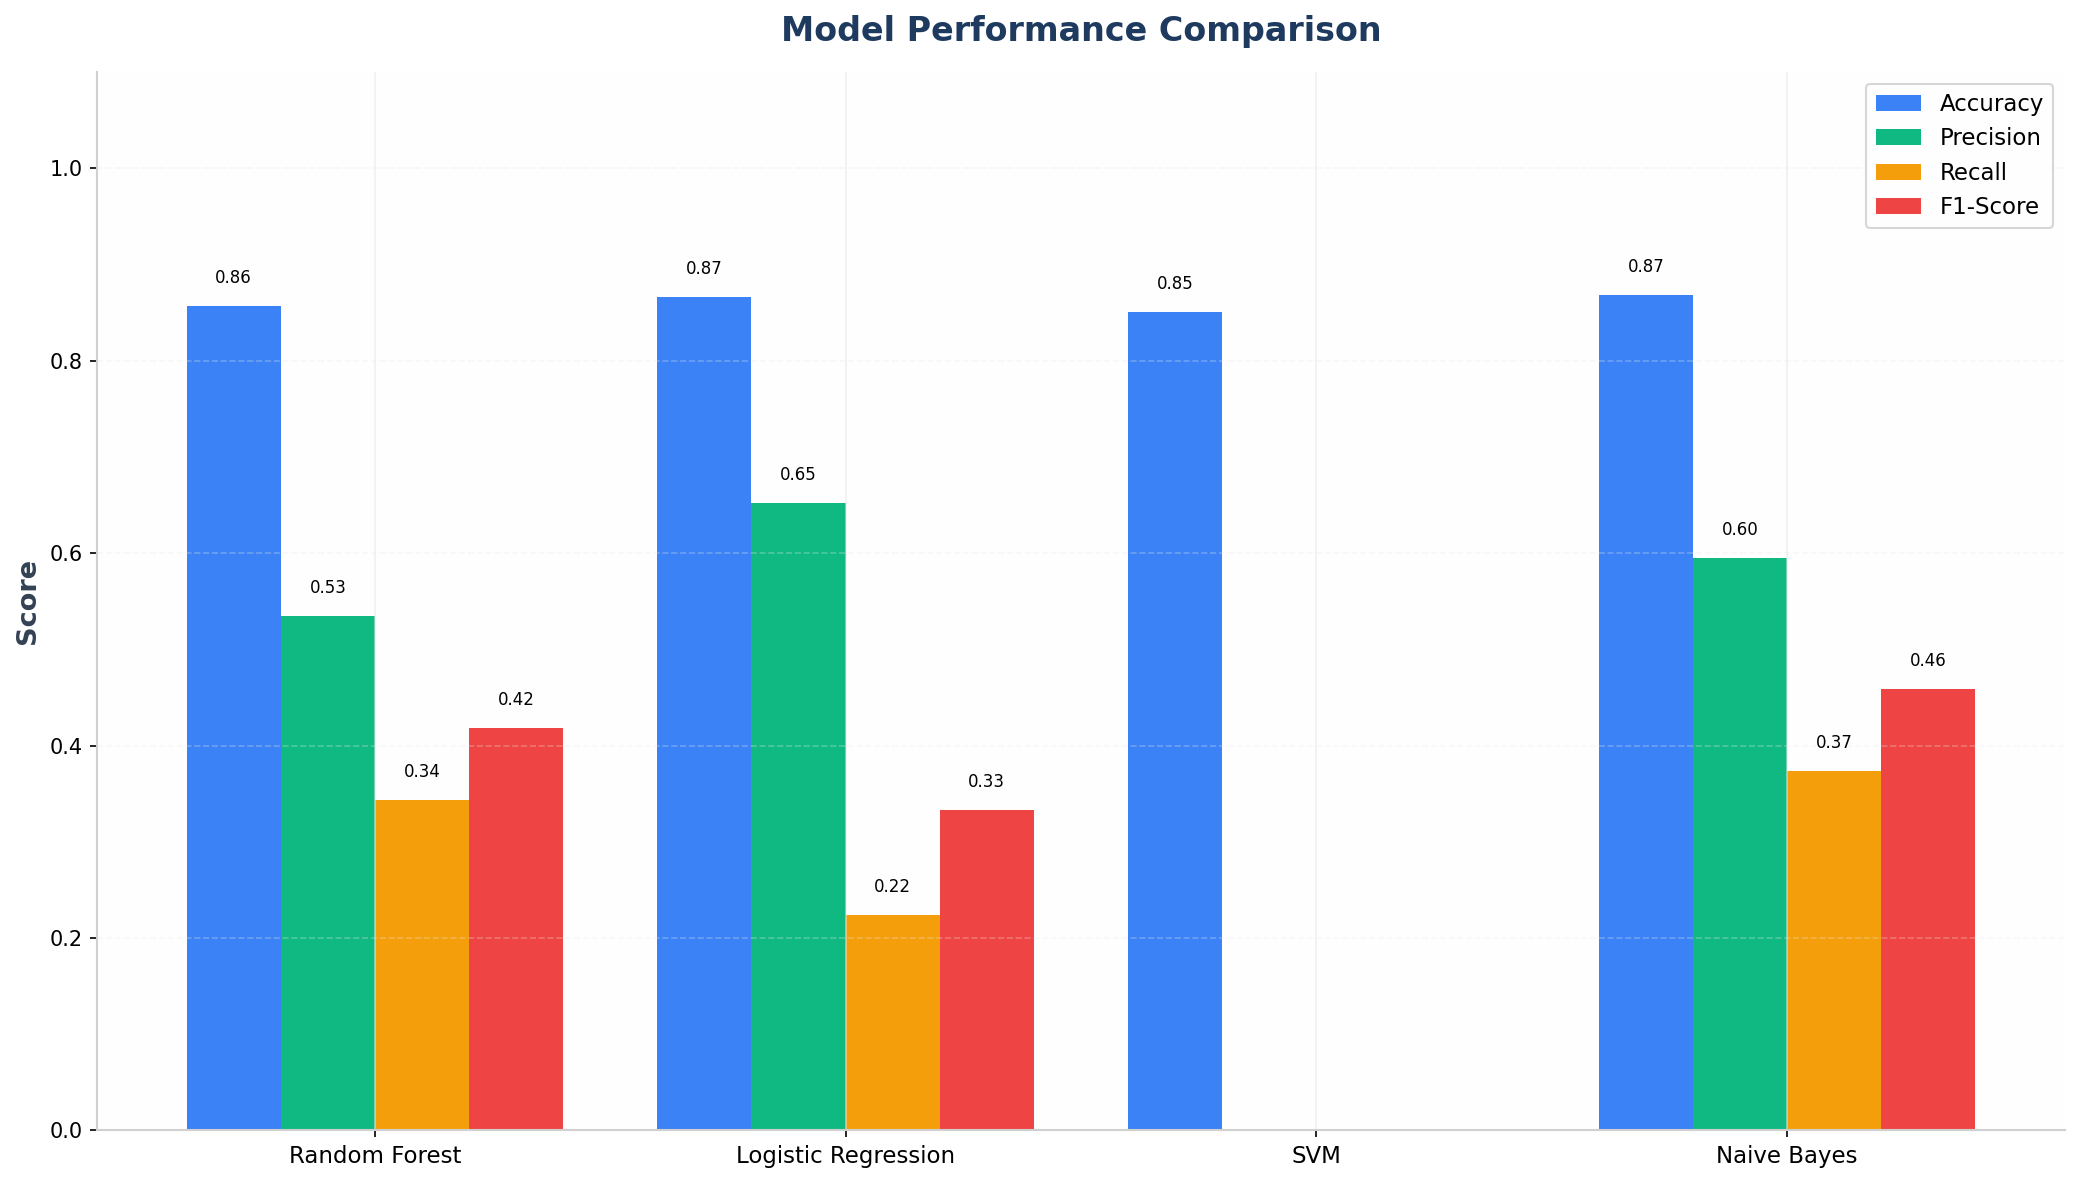 Model Performance Comparison
Score
1.0
0.8
0.6
0.4
0.2
0.0
Accuracy
Precision
Recall
F1-Score
0.86
0.53
0.34
0.42
0.87
0.65
0.22
0.33
0.85
0.87
0.60
0.37
0.46
Random Forest
Logistic Regression
SVM
Naive Bayes